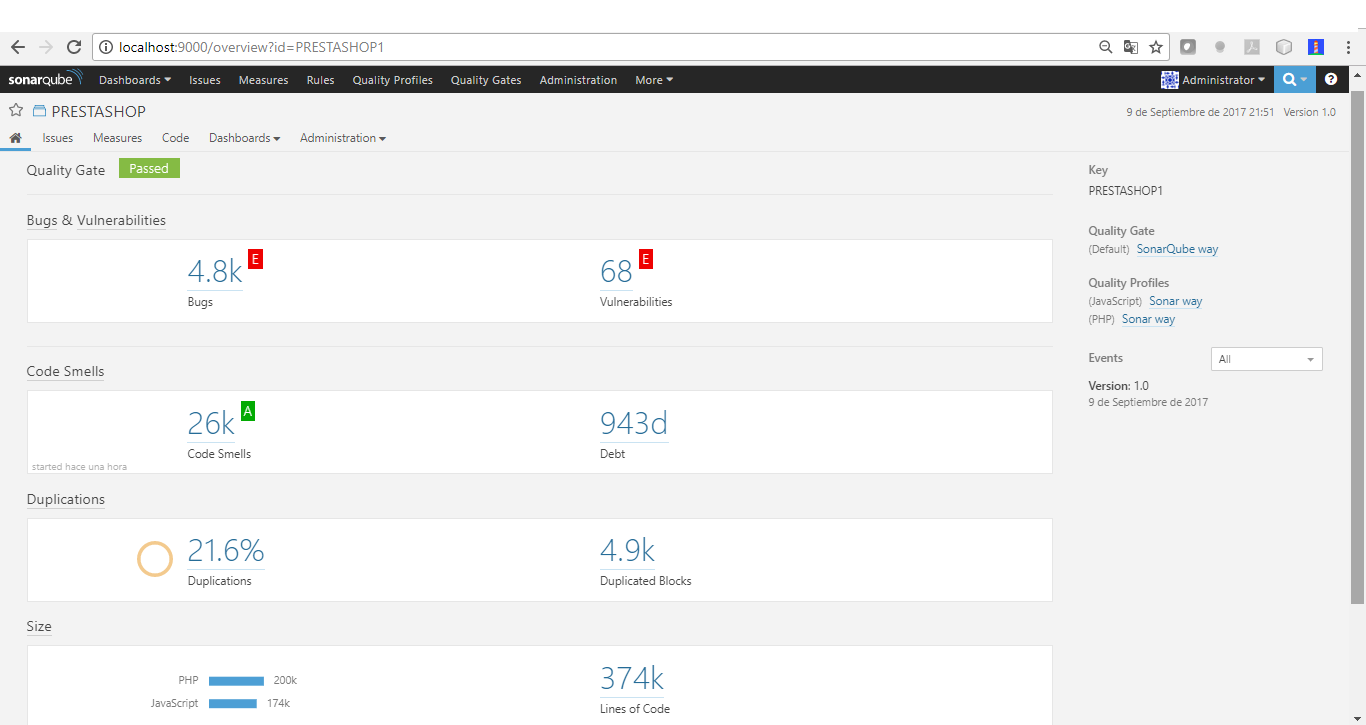 localhost:9000/overview?id=PRESTASHOP1
sonarqube Dashboards Issues Measures Rules Quality Profiles Quality Gates Administration More Administrator ?
PRESTASHOP
9 de Septiembre de 2017 21:51 Version 1.0
Issues Measures Code Dashboards Administration
Quality Gate Passed
Bugs & Vulnerabilities
4.8k E
Bugs
68 E
Vulnerabilities
Code Smells
26k A
Code Smells
943d
Debt
started hace una hora
Duplications
21.6%
Duplications
4.9k
Duplicated Blocks
Size
PHP 200k
JavaScript 174k
374k
Lines of Code
Key
PRESTASHOP1
Quality Gate
(Default) SonarQube way
Quality Profiles
(JavaScript) Sonar way
(PHP) Sonar way
Events All
Version: 1.0
9 de Septiembre de 2017